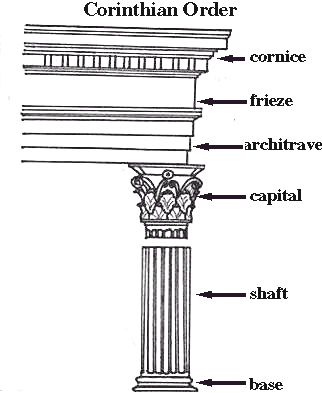 Corinthian Order
cornice
frieze
architrave
capital
shaft
base